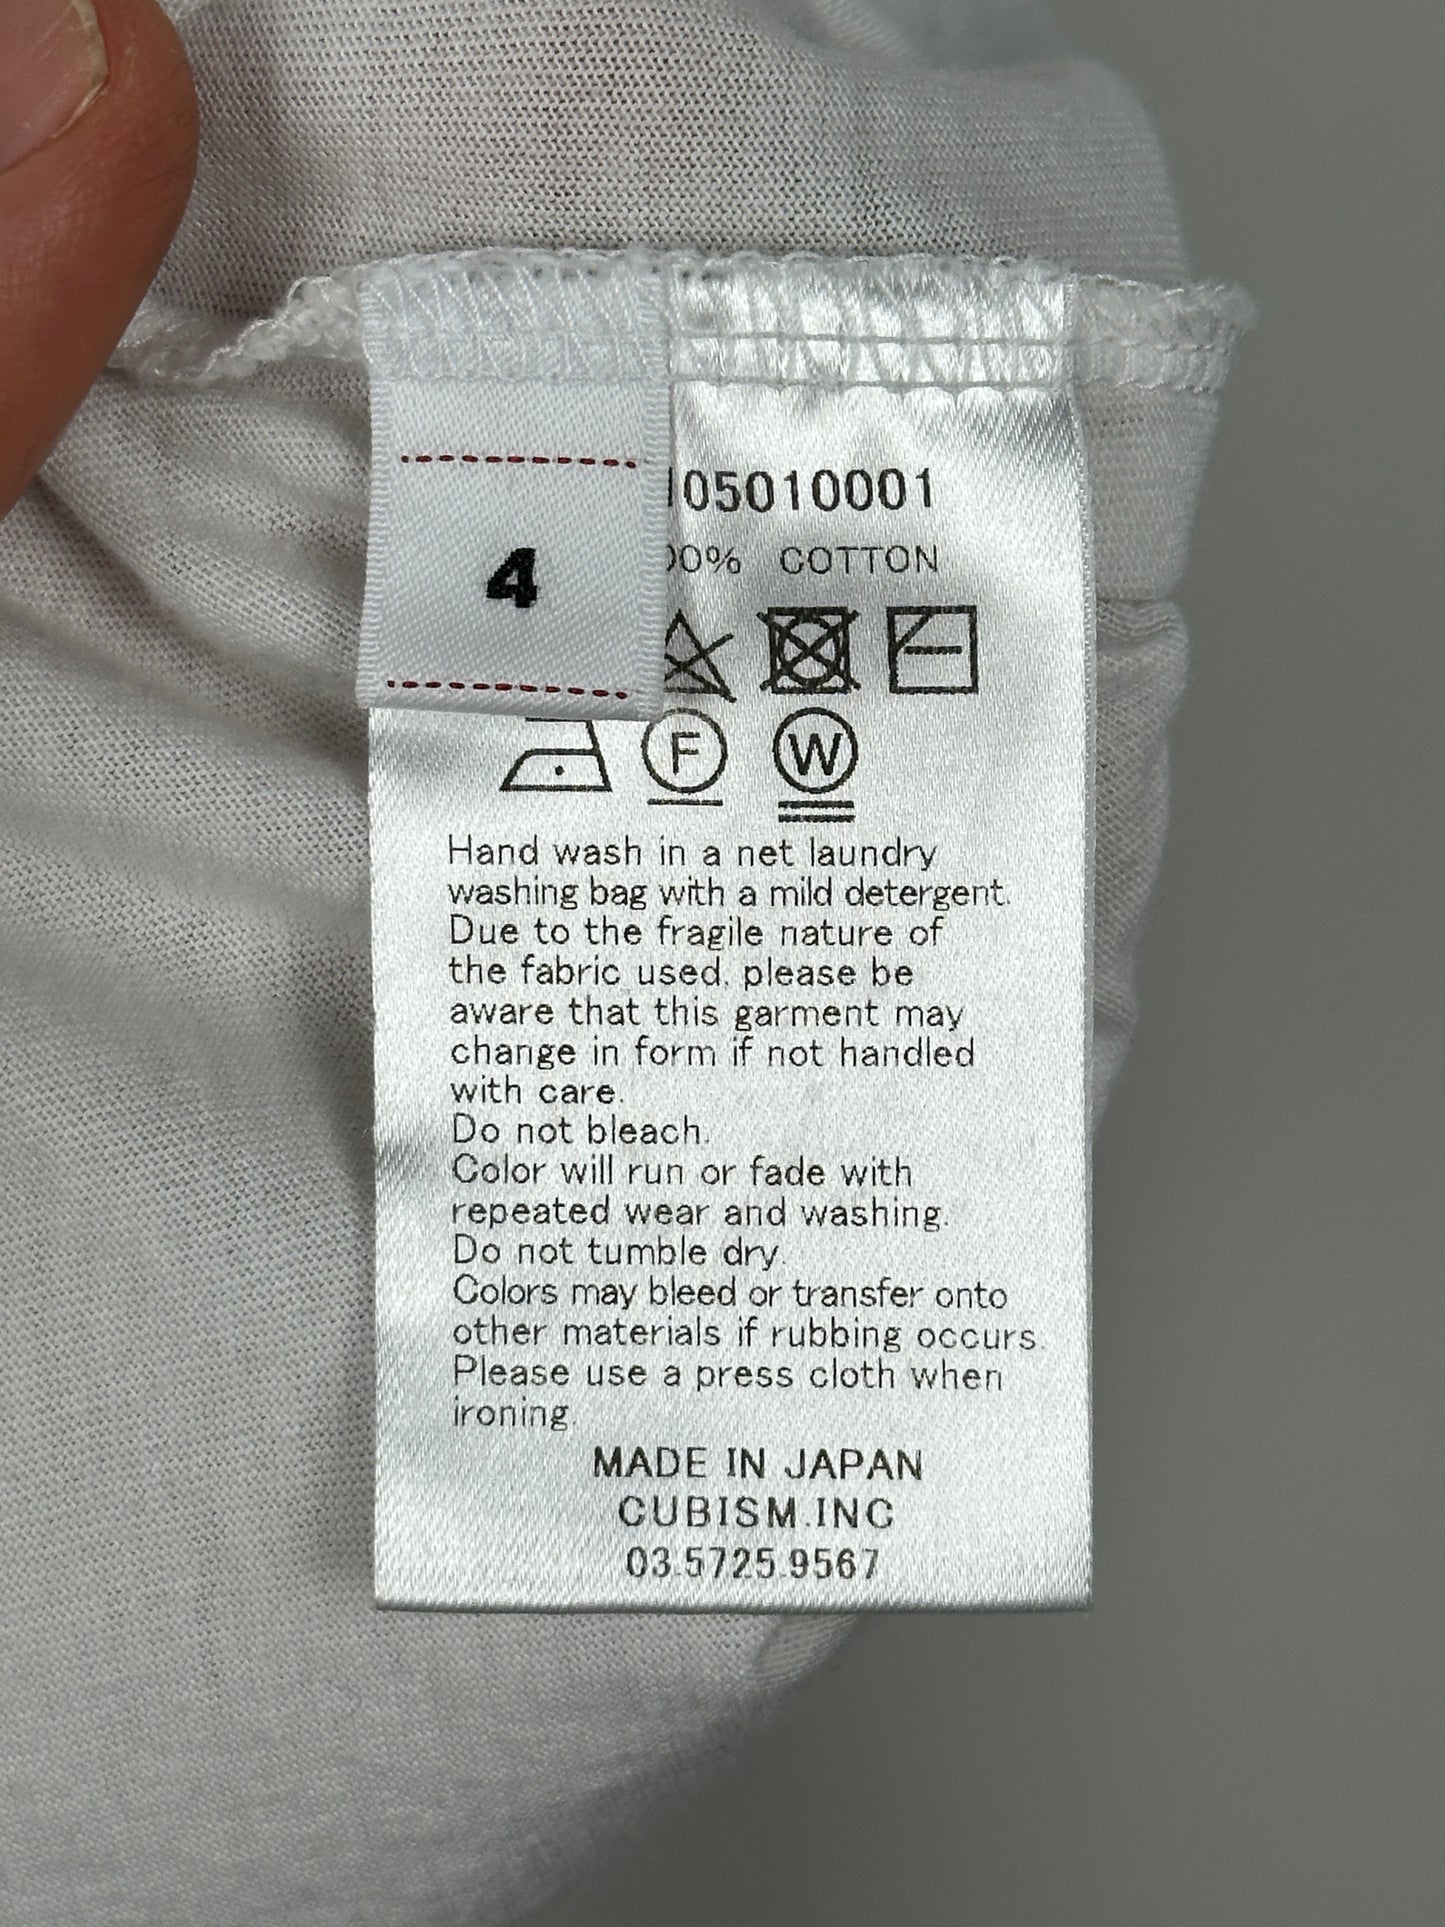 4
105010001
00% COTTON
F W
Hand wash in a net laundry
washing bag with a mild detergent.
Due to the fragile nature of
the fabric used, please be
aware that this garment may
change in form if not handled
with care.
Do not bleach.
Color will run or fade with
repeated wear and washing.
Do not tumble dry.
Colors may bleed or transfer onto
other materials if rubbing occurs.
Please use a press cloth when
ironing.
MADE IN JAPAN
CUBISM.INC
03.5725.9567